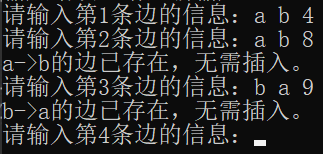 请输入第1条边的信息：a b 4
请输入第2条边的信息：a b 8
a->b的边已存在，无需插入。
请输入第3条边的信息：b a 9
b->a的边已存在，无需插入。
请输入第4条边的信息：